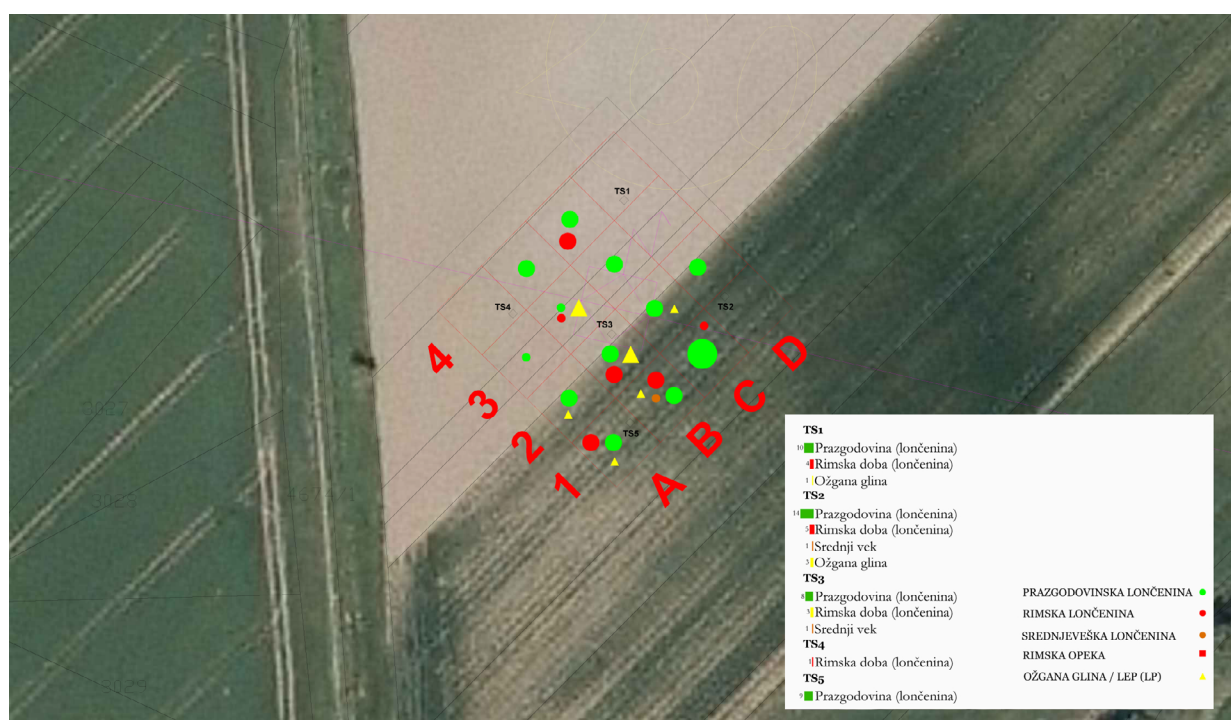 TS1
TS4
TS2
TS3
4
D
3
C
2
TS5
B
1
A
3027
3029
TS1
10 Prazgodovina (lončenina)
4 Rimska doba (lončenina)
1 Ožgana glina
TS2
14 Prazgodovina (lončenina)
5 Rimska doba (lončenina)
1 Srednji vek
3 Ožgana glina
TS3
8 Prazgodovina (lončenina)
3 Rimska doba (lončenina)
1 Srednji vek
TS4
1 Rimska doba (lončenina)
TS5
9 Prazgodovina (lončenina)
PRAZGODOVINSKA LONČENINA
RIMSKA LONČENINA
SREDNJEVEŠKA LONČENINA
RIMSKA OPEKA
OŽGANA GLINA / LEP (LP)